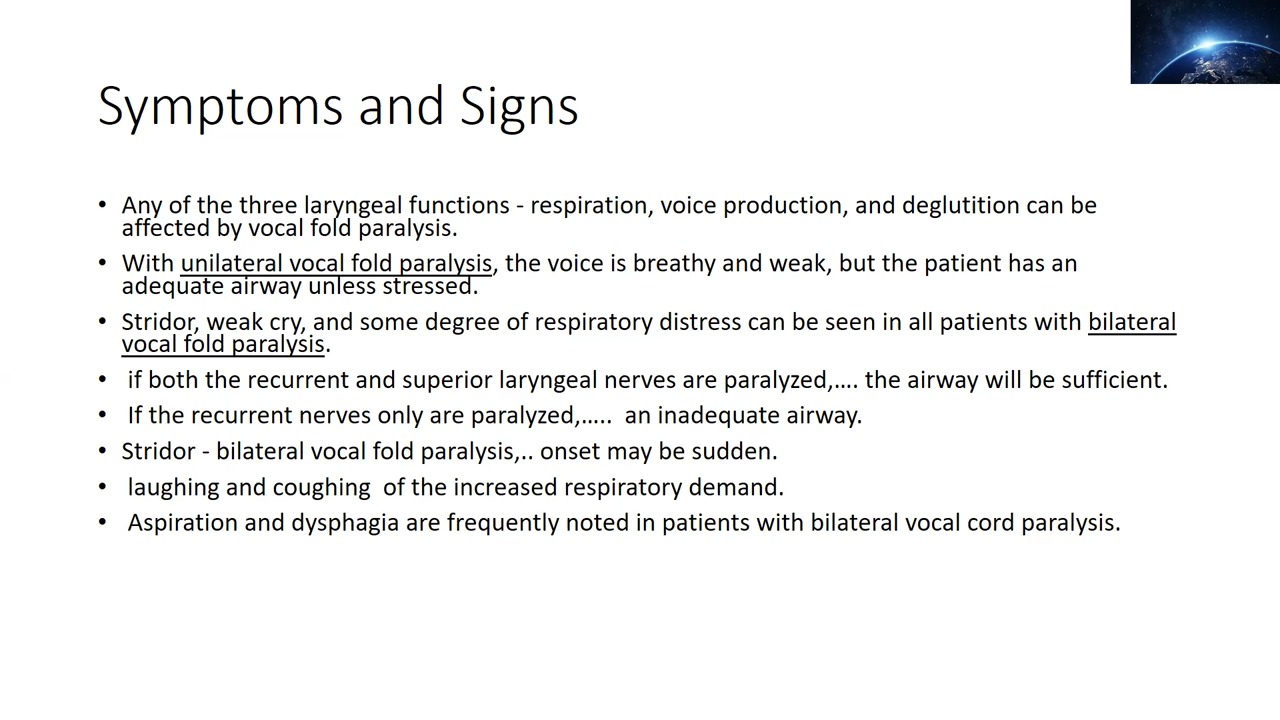 Symptoms and Signs
• Any of the three laryngeal functions - respiration, voice production, and deglutition can be
affected by vocal fold paralysis.
• With unilateral vocal fold paralysis, the voice is breathy and weak, but the patient has an
adequate airway unless stressed.
• Stridor, weak cry, and some degree of respiratory distress can be seen in all patients with bilateral
vocal fold paralysis.
• if both the recurrent and superior laryngeal nerves are paralyzed,.... the airway will be sufficient.
• If the recurrent nerves only are paralyzed,..... an inadequate airway.
• Stridor - bilateral vocal fold paralysis,.. onset may be sudden.
• laughing and coughing of the increased respiratory demand.
• Aspiration and dysphagia are frequently noted in patients with bilateral vocal cord paralysis.